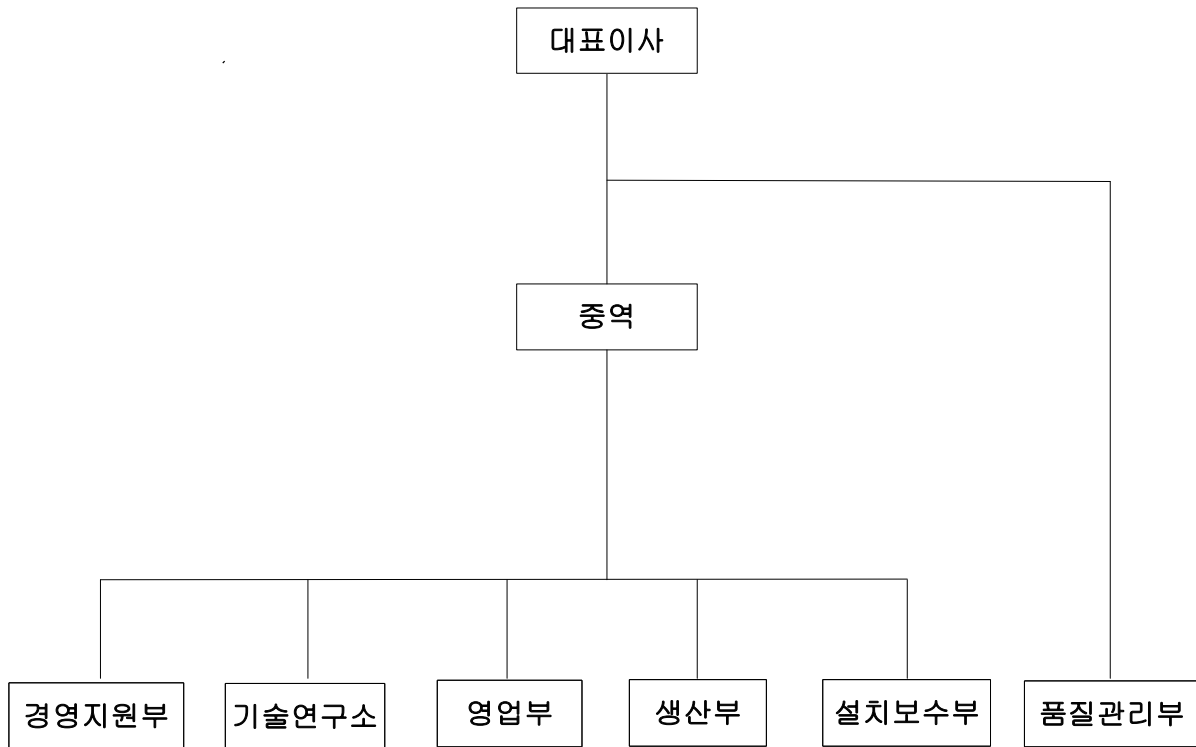 대표이사
중역
경영지원부
기술연구소
영업부
생산부
설치보수부
품질관리부